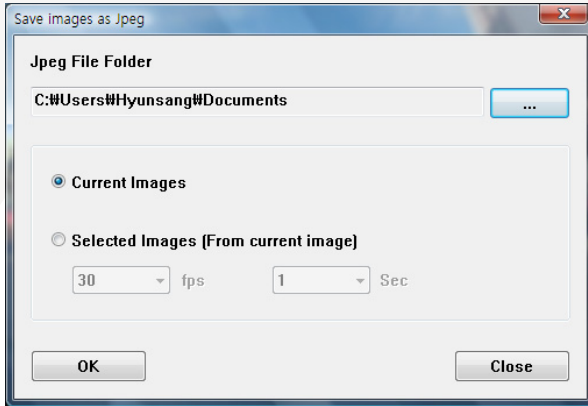 Save images as Jpeg
Jpeg File Folder
C:₩Users₩Hyunsang₩Documents
...
Current Images
Selected Images (From current image)
30 fps 1 Sec
OK Close